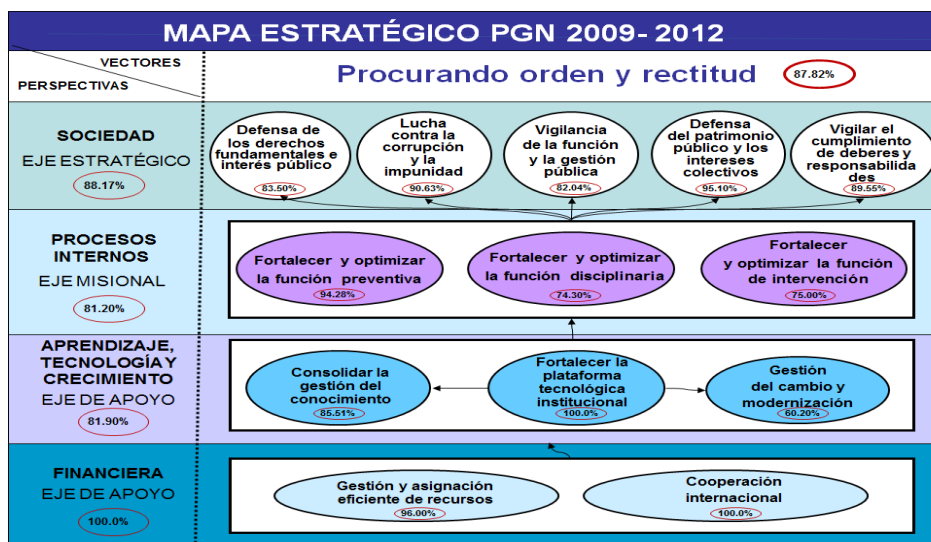 MAPA ESTRATÉGICO PGN 2009- 2012
VECTORES
PERSPECTIVAS
Procurando orden y rectitud
87.82%
SOCIEDAD
EJE ESTRATÉGICO
88.17%
Defensa de
los derechos
fundamentales e
interés público
83.50%
Lucha
contra la
corrupción
y la
impunidad
90.63%
Vigilancia
de la función
y la gestión
pública
82.04%
Defensa
del patrimonio
público y los
intereses
colectivos
95.10%
Vigilar el
cumplimiento
de deberes y
responsabilida
des
89.55%
PROCESOS
INTERNOS
EJE MISIONAL
81.20%
Fortalecer y optimizar
la función preventiva
94.28%
Fortalecer y optimizar
la función disciplinaria
74.30%
Fortalecer
y optimizar la función
de intervención
75.00%
APRENDIZAJE,
TECNOLOGÍA Y
CRECIMIENTO
EJE DE APOYO
81.90%
Consolidar la
gestión del
conocimiento
85.51%
Fortalecer la
plataforma
tecnológica
institucional
100.0%
Gestión
del cambio y
modernización
60.20%
FINANCIERA
EJE DE APOYO
100.0%
Gestión y asignación
eficiente de recursos
96.00%
Cooperación
internacional
100.0%